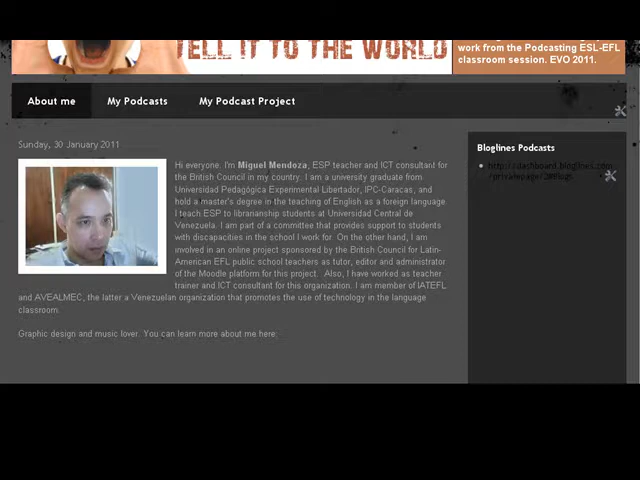 TELL IT TO THE WORLD
work from the Podcasting ESL-EFL
classroom session. EVO 2011.
About me
My Podcasts
My Podcast Project
Sunday, 30 January 2011
Hi everyone. I'm Miguel Mendoza, ESP teacher and ICT consultant for
the British Council in my country. I am a university graduate from
Universidad Pedagógica Experimental Libertador, IPC-Caracas, and
hold a master's degree in the teaching of English as a foreign language.
I teach ESP to librarianship students at Universidad Central de
Venezuela. I am part of a committee that provides support to students
with discapacities in the school I work for. On the other hand, I am
involved in an online project sponsored by the British Council for Latin-
American EFL public school teachers as tutor, editor and administrator
of the Moodle platform for this project. Also, I have worked as teacher
trainer and ICT consultant for this organization. I am member of IATEFL
and AVEALMEC, the latter a Venezuelan organization that promotes the use of technology in the language
classroom.
Graphic design and music lover. You can learn more about me here:
Bloglines Podcasts
http://dashboard.bloglines.com